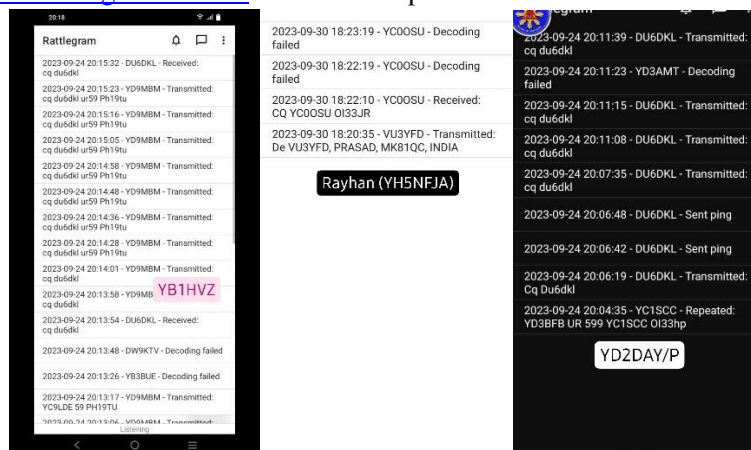 20:18
Rattlegram
2023-09-24 20:15:32 - DU6DKL - Received:
cq du6dkl
2023-09-24 20:15:23 - YD9MBM - Transmitted:
cq du6dkl ur59 Ph19tu
2023-09-24 20:15:16 - YD9MBM - Transmitted:
cq du6dkl ur59 Ph19tu
2023-09-24 20:15:05 - YD9MBM - Transmitted:
cq du6dkl ur59 Ph19tu
2023-09-24 20:14:58 - YD9MBM - Transmitted:
cq du6dkl ur59 Ph19tu
2023-09-24 20:14:48 - YD9MBM - Transmitted:
cq du6dkl ur59 Ph19tu
2023-09-24 20:14:36 - YD9MBM - Transmitted:
cq du6dkl ur59 Ph19tu
2023-09-24 20:14:28 - YD9MBM - Transmitted:
cq du6dkl ur59 Ph19tu
2023-09-24 20:14:01 - YD9MBM - Transmitted:
cq du6dkl
2023-09-24 20:13:58 - YD9MB
cq du6dkl
YB1HVZ
2023-09-24 20:13:54 - DU6DKL - Received:
cq du6dkl
2023-09-24 20:13:48 - DW9KTV - Decoding failed
2023-09-24 20:13:26 - YB3BUE - Decoding failed
2023-09-24 20:13:17 - YD9MBM - Transmitted:
YC9LDE 59 PH19TU
2023-09-24 20:13:06 - YD9MBM - Transmitted:
Listening
2023-09-30 18:23:19 - YC0OSU - Decoding
failed
2023-09-30 18:22:19 - YC0OSU - Decoding
failed
2023-09-30 18:22:10 - YC0OSU - Received:
CQ YC0OSU OI33JR
2023-09-30 18:20:35 - VU3YFD - Transmitted:
De VU3YFD, PRASAD, MK81QC, INDIA
Rayhan (YH5NFJA)
2023-09-24 20:11:39 - DU6DKL - Transmitted:
cq du6dkl
2023-09-24 20:11:23 - YD3AMT - Decoding
failed
2023-09-24 20:11:15 - DU6DKL - Transmitted:
cq du6dkl
2023-09-24 20:11:08 - DU6DKL - Transmitted:
cq du6dkl
2023-09-24 20:07:35 - DU6DKL - Transmitted:
cq du6dkl
2023-09-24 20:06:48 - DU6DKL - Sent ping
2023-09-24 20:06:42 - DU6DKL - Sent ping
2023-09-24 20:06:19 - DU6DKL - Transmitted:
Cq Du6dkl
2023-09-24 20:04:35 - YC1SCC - Repeated:
YD3BFB UR 599 YC1SCC OI33hp
YD2DAY/P